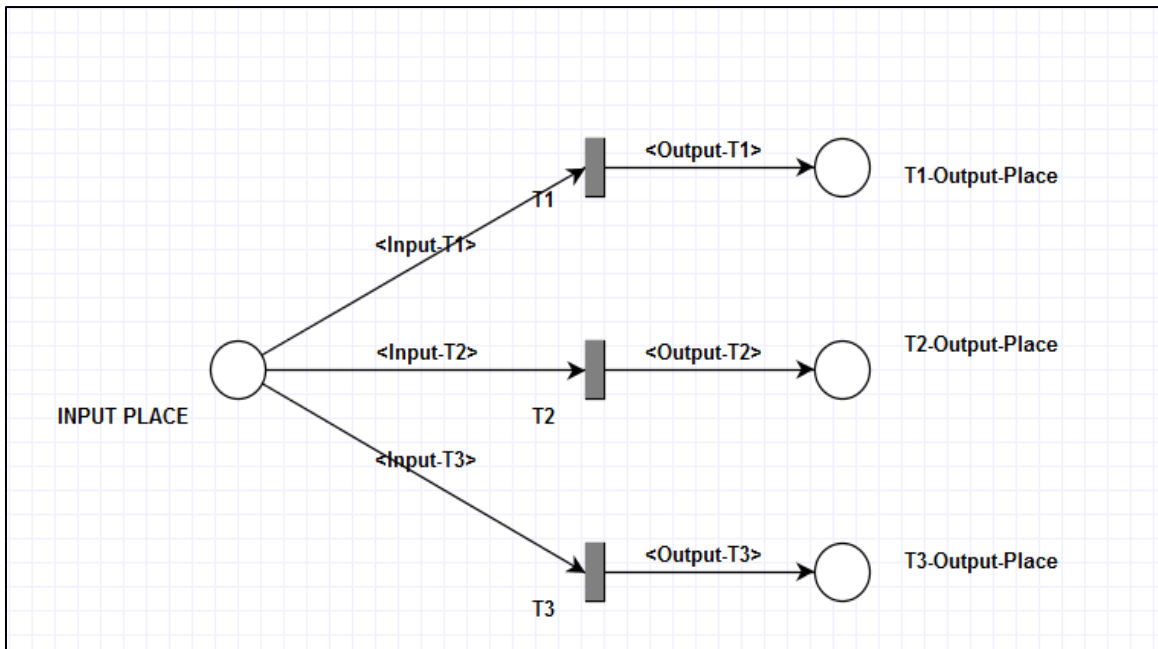 <Output-T1>
T1-Output-Place
T1
<Input-T1>
<Input-T2>
<Output-T2>
T2-Output-Place
INPUT PLACE
T2
<Input-T3>
<Output-T3>
T3-Output-Place
T3